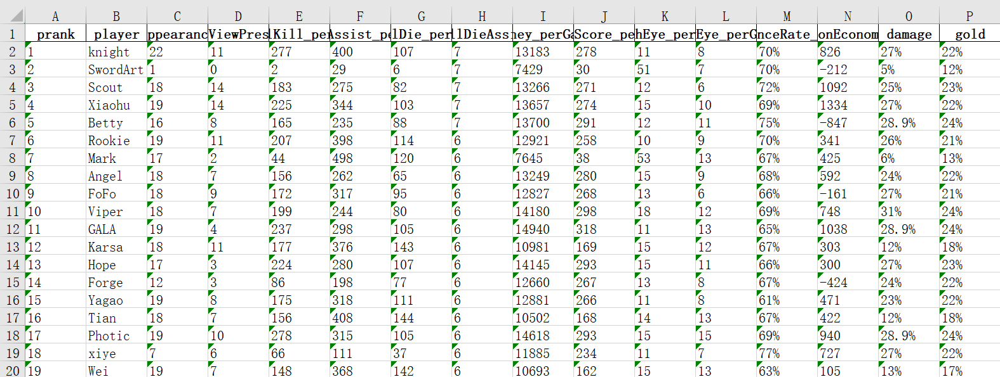 A B C D E F G H I J K L M N O P
1 prank player ppearanc ViewPres lKill_pe Assist_pe lDie_per llDieAss ney_perGa Score_pe hEye_per Eye_perG nceRate_ onEconom damage gold
2 1 knight 22 11 277 400 107 7 13183 278 11 8 70% 826 27% 22%
3 2 SwordArt 1 0 2 29 6 7 7429 30 51 7 70% -212 5% 12%
4 3 Scout 18 14 183 275 82 7 13266 271 12 6 72% 1092 25% 23%
5 4 Xiaohu 19 14 225 344 103 7 13657 274 15 10 69% 1334 27% 22%
6 5 Betty 16 8 165 235 88 7 13700 291 12 11 75% -847 28.9% 24%
7 6 Rookie 19 11 207 398 114 6 12921 258 10 9 70% 341 26% 21%
8 7 Mark 17 2 44 498 120 6 7645 38 53 13 67% 425 6% 13%
9 8 Angel 18 7 156 262 65 6 13249 280 15 9 68% 592 24% 22%
10 9 FoFo 18 9 172 317 95 6 12827 268 13 6 66% -161 27% 21%
11 10 Viper 18 7 199 244 80 6 14180 298 18 12 69% 748 31% 24%
12 11 GALA 19 4 237 298 105 6 14940 318 11 13 65% 1038 28.9% 24%
13 12 Karsa 18 11 177 376 143 6 10981 169 15 12 67% 303 12% 18%
14 13 Hope 17 3 224 280 107 6 14145 293 15 11 66% 300 27% 23%
15 14 Forge 12 3 86 198 77 6 12660 267 13 8 67% -424 24% 22%
16 15 Yagao 19 8 175 318 111 6 12881 266 11 8 61% 471 23% 22%
17 16 Tian 18 7 156 408 144 6 10502 168 14 13 67% 422 12% 18%
18 17 Photic 19 10 278 315 105 6 14618 293 15 15 69% 940 28.9% 24%
19 18 xiye 7 6 66 111 37 6 11885 234 11 7 77% 727 27% 22%
20 19 Wei 19 7 148 368 142 6 10693 162 15 13 63% 105 13% 17%